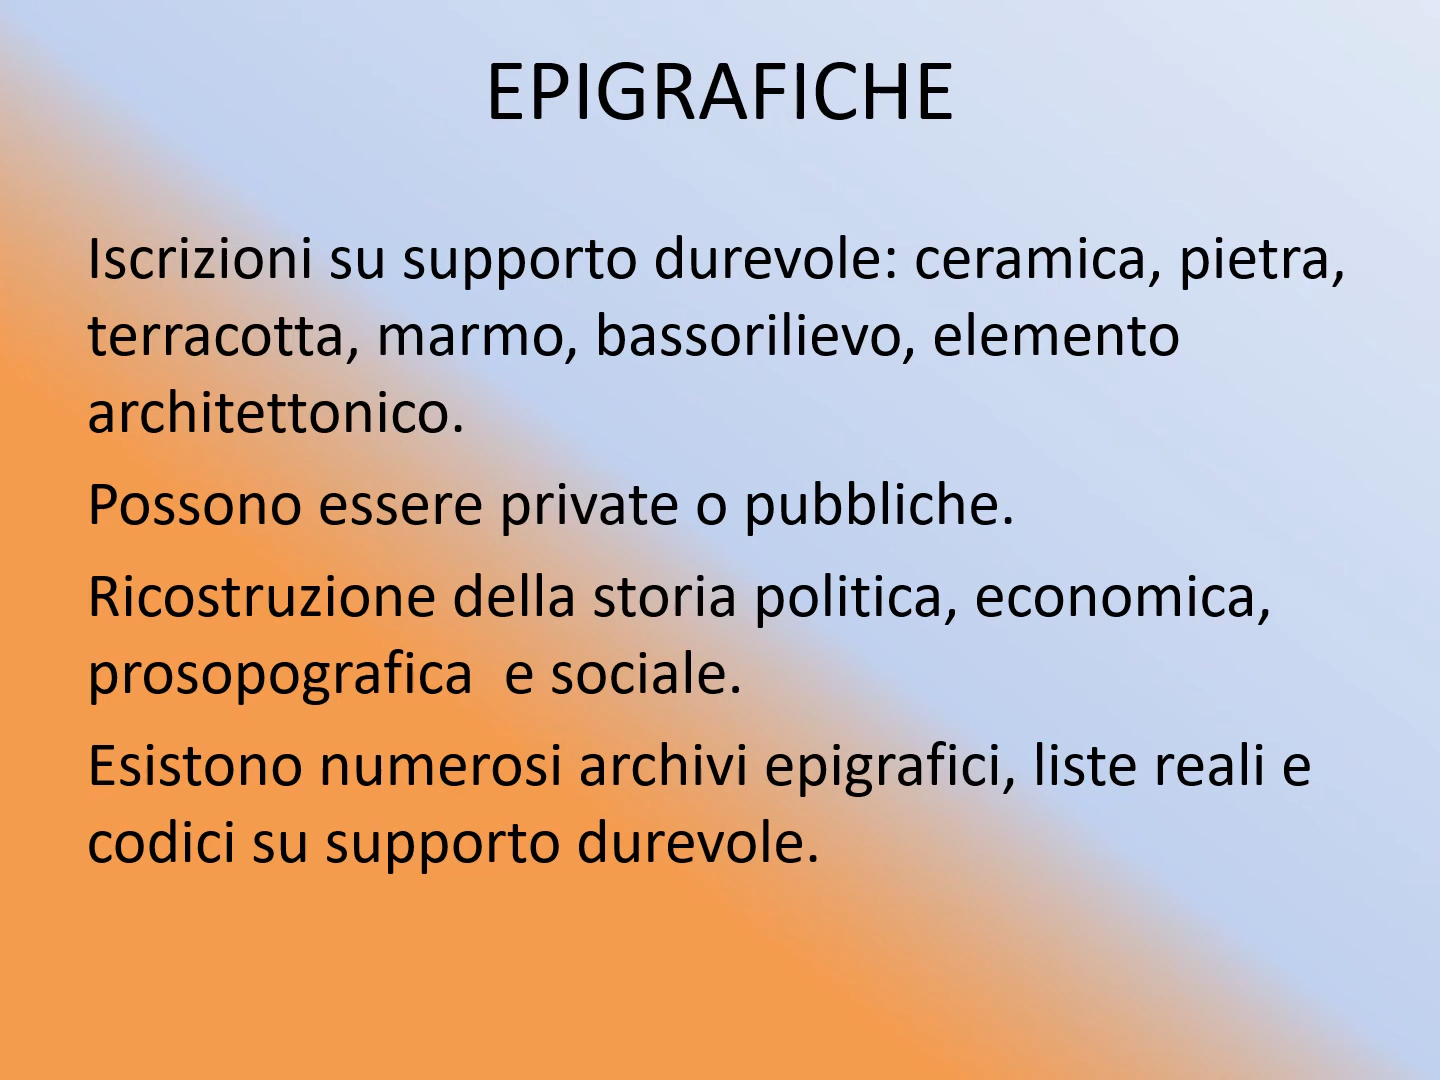 EPIGRAFICHE
Iscrizioni su supporto durevole: ceramica, pietra,
terracotta, marmo, bassorilievo, elemento
architettonico.
Possono essere private o pubbliche.
Ricostruzione della storia politica, economica,
prosopografica  e sociale.
Esistono numerosi archivi epigrafici, liste reali e
codici su supporto durevole.